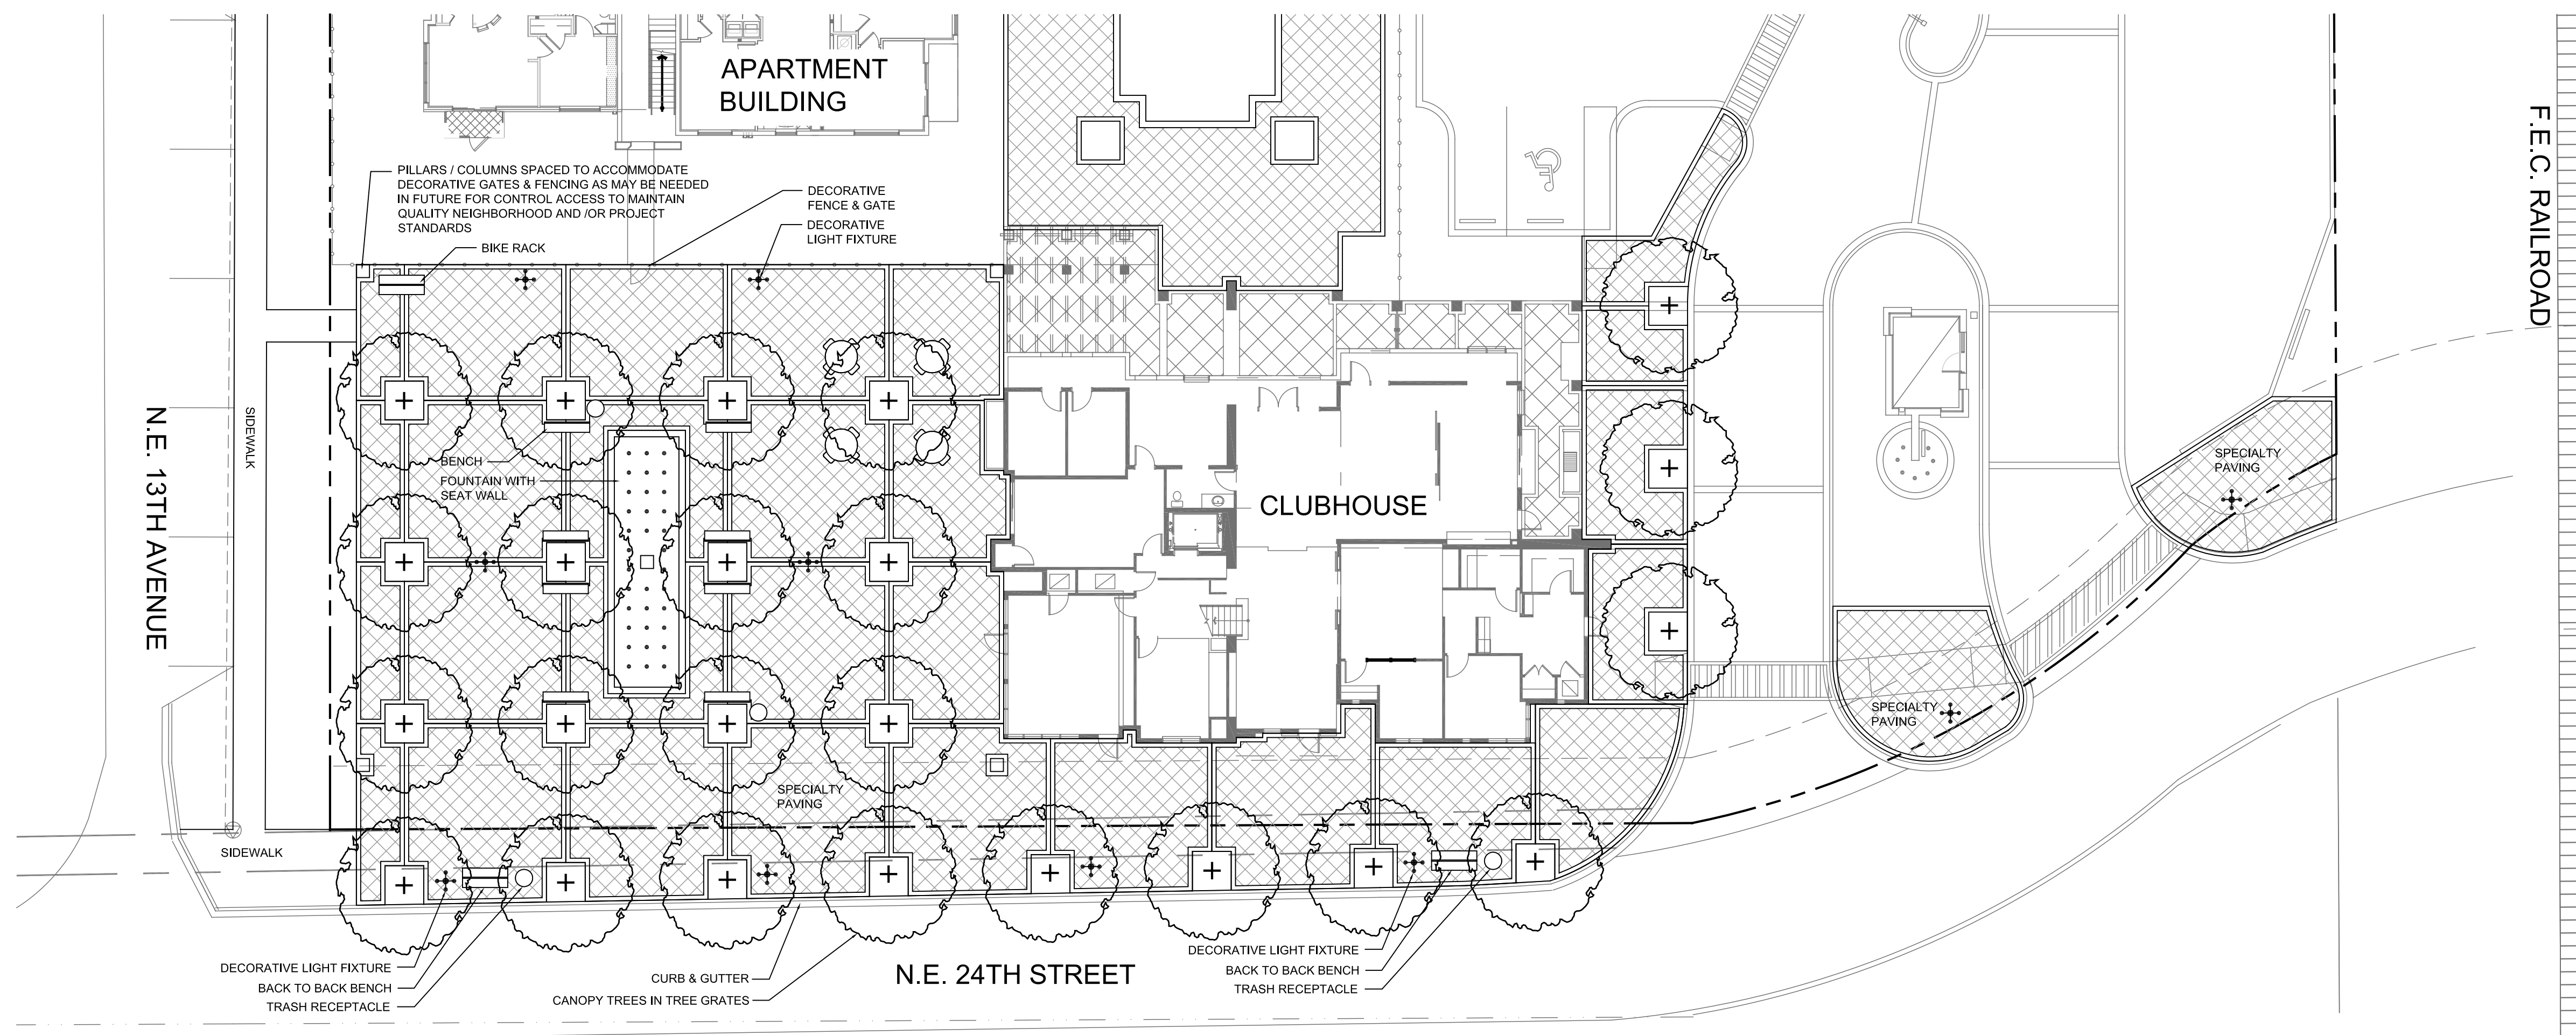 APARTMENT
BUILDING
F.E.C. RAILROAD
PILLARS / COLUMNS SPACED TO ACCOMMODATE
DECORATIVE GATES & FENCING AS MAY BE NEEDED
IN FUTURE FOR CONTROL ACCESS TO MAINTAIN
QUALITY NEIGHBORHOOD AND /OR PROJECT
STANDARDS
DECORATIVE
FENCE & GATE
DECORATIVE
LIGHT FIXTURE
BIKE RACK
N.E. 13TH AVENUE
SIDEWALK
BENCH
FOUNTAIN WITH
SEAT WALL
CLUBHOUSE
SPECIALTY
PAVING
SPECIALTY
PAVING
SPECIALTY
PAVING
SIDEWALK
DECORATIVE LIGHT FIXTURE
BACK TO BACK BENCH
TRASH RECEPTACLE
CURB & GUTTER
CANOPY TREES IN TREE GRATES
N.E. 24TH STREET
DECORATIVE LIGHT FIXTURE
BACK TO BACK BENCH
TRASH RECEPTACLE